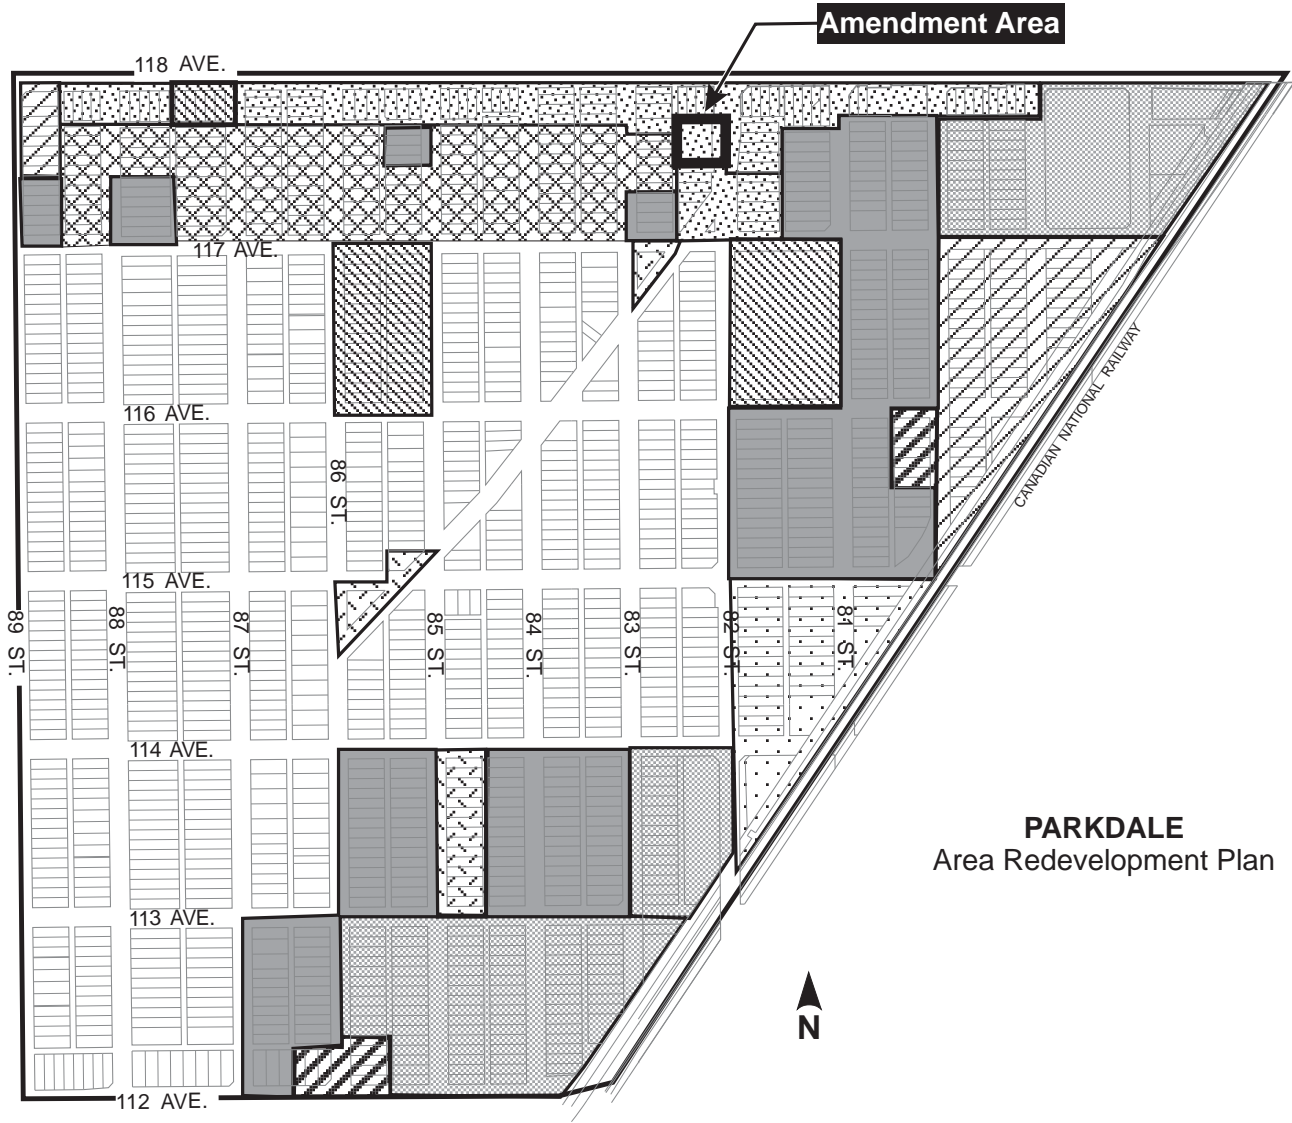 Amendment Area
118 AVE.
117 AVE.
116 AVE.
86 ST.
CANADIAN NATIONAL RAILWAY
115 AVE.
89 ST.
88 ST.
87 ST.
85 ST.
84 ST.
83 ST.
82 ST.
81 ST.
114 AVE.
PARKDALE
Area Redevelopment Plan
113 AVE.
N
112 AVE.